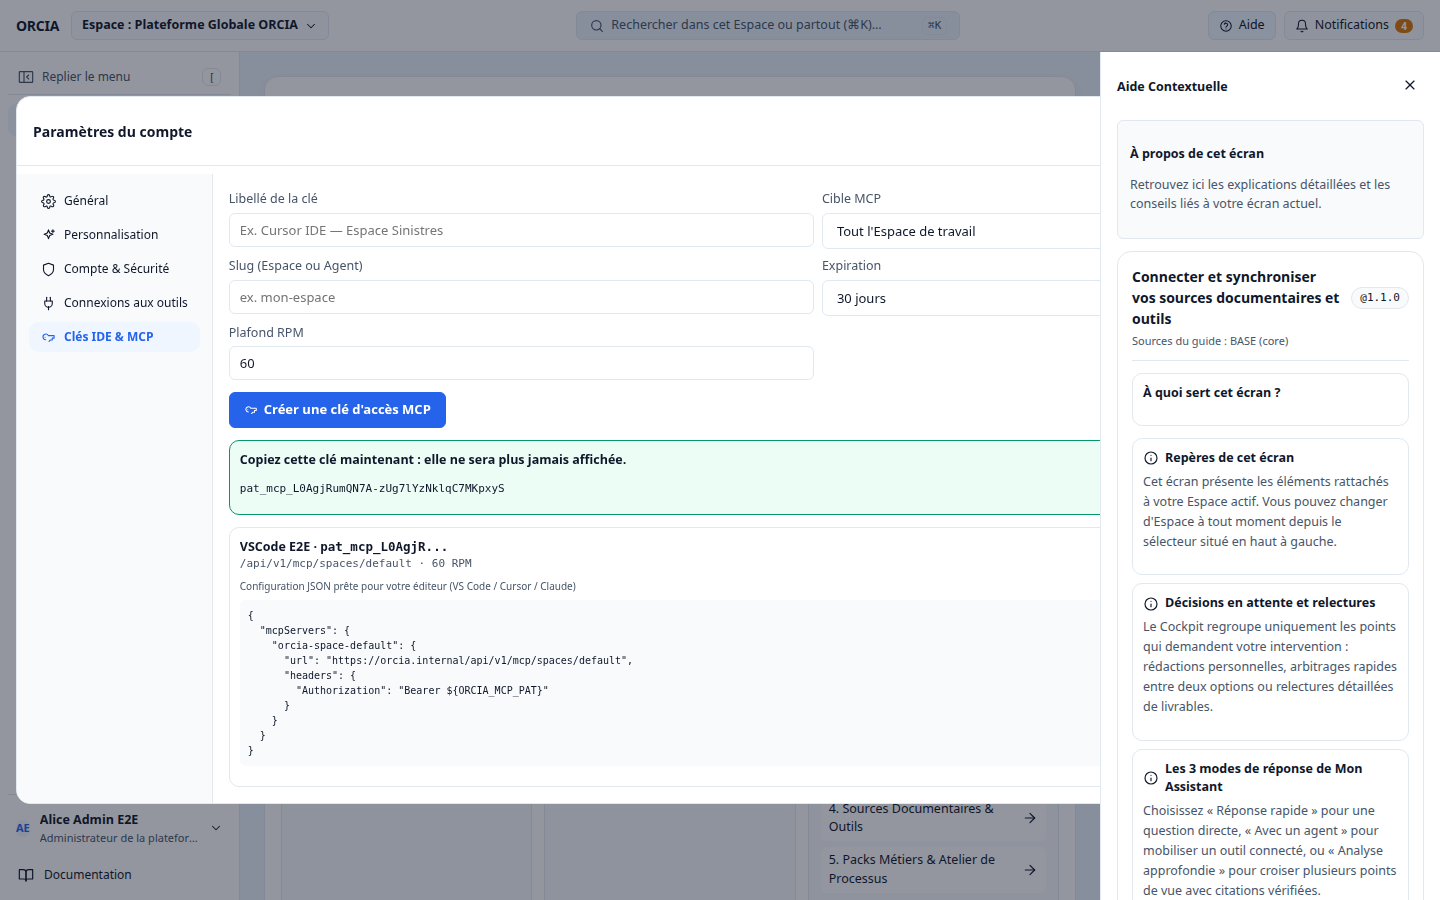 ORCIA
Espace : Plateforme Globale ORCIA
Rechercher dans cet Espace ou partout (⌘K)...
⌘K
Aide
Notifications
4
Replier le menu
[
Paramètres du compte
Général
Personnalisation
Compte & Sécurité
Connexions aux outils
Clés IDE & MCP
Libellé de la clé
Cible MCP
Ex. Cursor IDE — Espace Sinistres
Tout l'Espace de travail
Slug (Espace ou Agent)
Expiration
ex. mon-espace
30 jours
Plafond RPM
60
Créer une clé d'accès MCP
Copiez cette clé maintenant : elle ne sera plus jamais affichée.
pat_mcp_L0AgjRumQN7A-zUg7lYzNklqC7MKpxyS
VSCode E2E · pat_mcp_L0AgjR...
/api/v1/mcp/spaces/default · 60 RPM
Configuration JSON prête pour votre éditeur (VS Code / Cursor / Claude)
{
"mcpServers": {
"orcia-space-default": {
"url": "https://orcia.internal/api/v1/mcp/spaces/default",
"headers": {
"Authorization": "Bearer ${ORCIA_MCP_PAT}"
}
}
}
}
AE
Alice Admin E2E
Administrateur de la platefor...
Documentation
4. Sources Documentaires &
Outils
5. Packs Métiers & Atelier de
Processus
Aide Contextuelle
À propos de cet écran
Retrouvez ici les explications détaillées et les
conseils liés à votre écran actuel.
Connecter et synchroniser
vos sources documentaires et
outils
@1.1.0
Sources du guide : BASE (core)
À quoi sert cet écran ?
Repères de cet écran
Cet écran présente les éléments rattachés
à votre Espace actif. Vous pouvez changer
d'Espace à tout moment depuis le
sélecteur situé en haut à gauche.
Décisions en attente et relectures
Le Cockpit regroupe uniquement les points
qui demandent votre intervention :
rédactions personnelles, arbitrages rapides
entre deux options ou relectures détaillées
de livrables.
Les 3 modes de réponse de Mon
Assistant
Choisissez « Réponse rapide » pour une
question directe, « Avec un agent » pour
mobiliser un outil connecté, ou « Analyse
approfondie » pour croiser plusieurs points
de vue avec citations vérifiées.